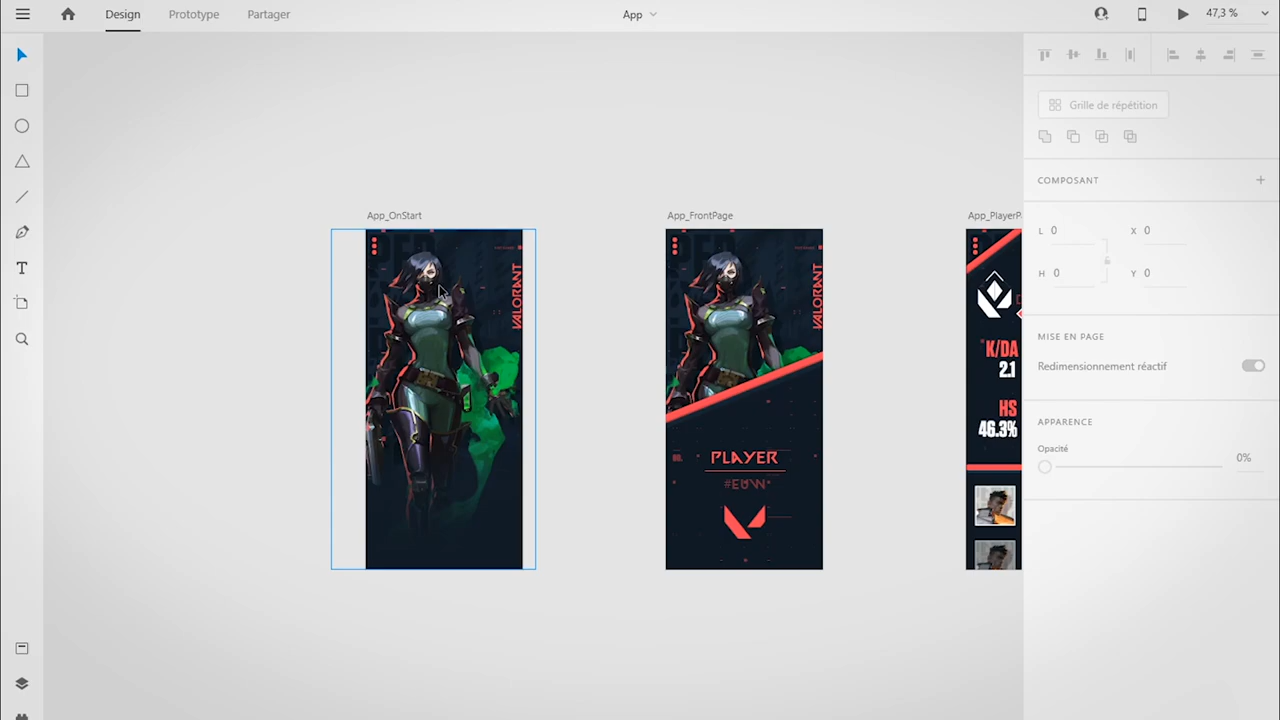 Design
Prototype
Partager
App
47,3 %
Grille de répétition
COMPOSANT
L 0
X 0
H 0
Y 0
MISE EN PAGE
Redimensionnement réactif
APPARENCE
Opacité
0%
App_OnStart
VALORANT
App_FrontPage
VALORANT
PLAYER
#EUW
App_PlayerP
K/DA
2.1
HS
46.3%